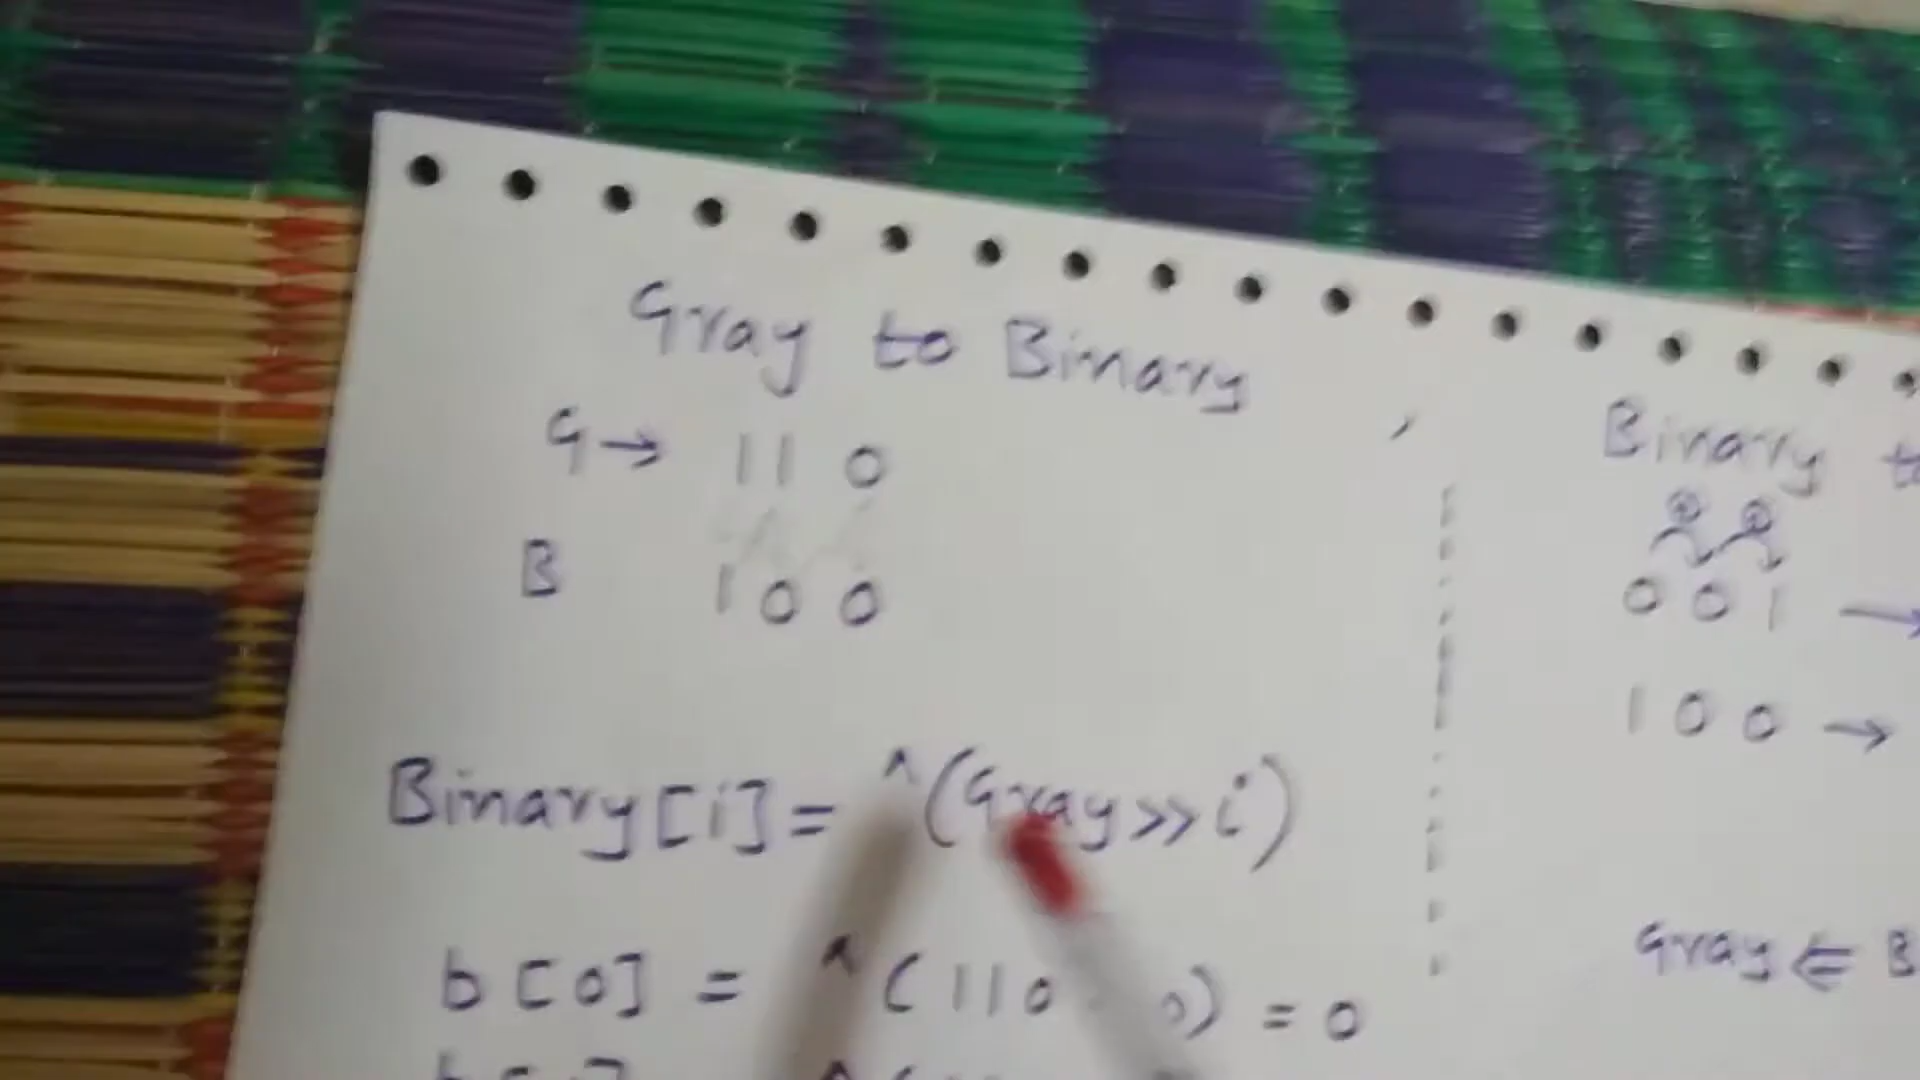 Gray to Binary
G → 1 1 0
B 1 0 0
Binary[i] = ^(Gray >> i)
b[0] = ^(110 0) = 0
Binary
⊕ ⊕
0 0 1 →
1 0 0 →
Gray ⇐ B